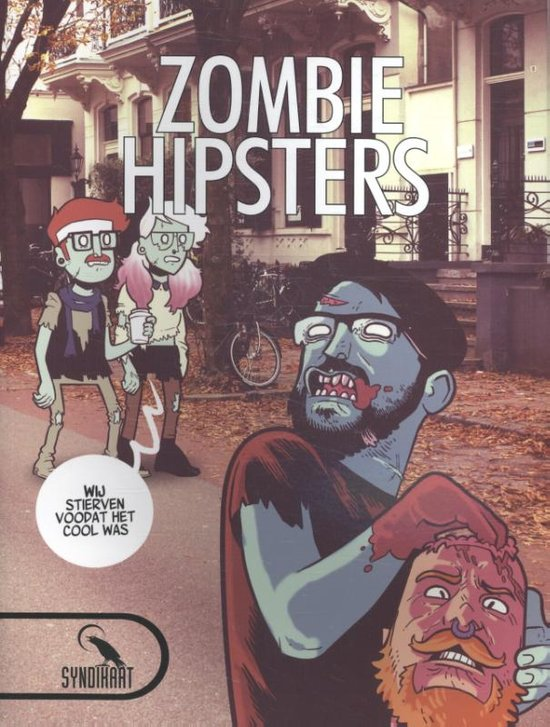 ZOMBIE
HIPSTERS
WIJ
STIERVEN
VOODAT HET
COOL WAS
SYNDIKAAT